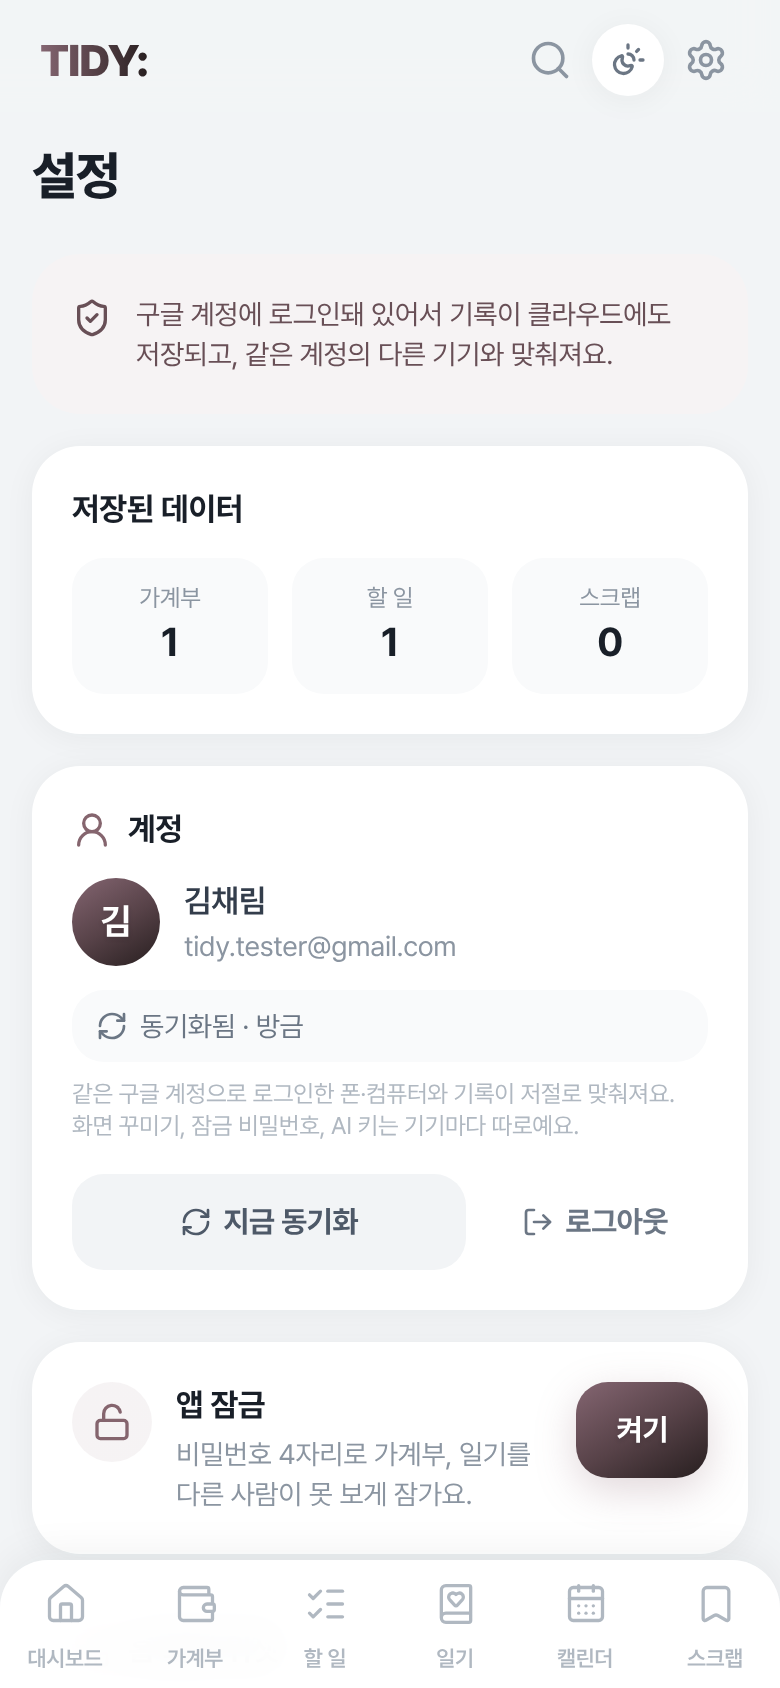 TIDY:
설정
구글 계정에 로그인돼 있어서 기록이 클라우드에도
저장되고, 같은 계정의 다른 기기와 맞춰져요.
저장된 데이터
가계부
1
할 일
1
스크랩
0
계정
김
김채림
tidy.tester@gmail.com
동기화됨 · 방금
같은 구글 계정으로 로그인한 폰·컴퓨터와 기록이 저절로 맞춰져요.
화면 꾸미기, 잠금 비밀번호, AI 키는 기기마다 따로예요.
지금 동기화
로그아웃
앱 잠금
비밀번호 4자리로 가계부, 일기를
다른 사람이 못 보게 잠가요.
켜기
대시보드
가계부
할 일
일기
캘린더
스크랩